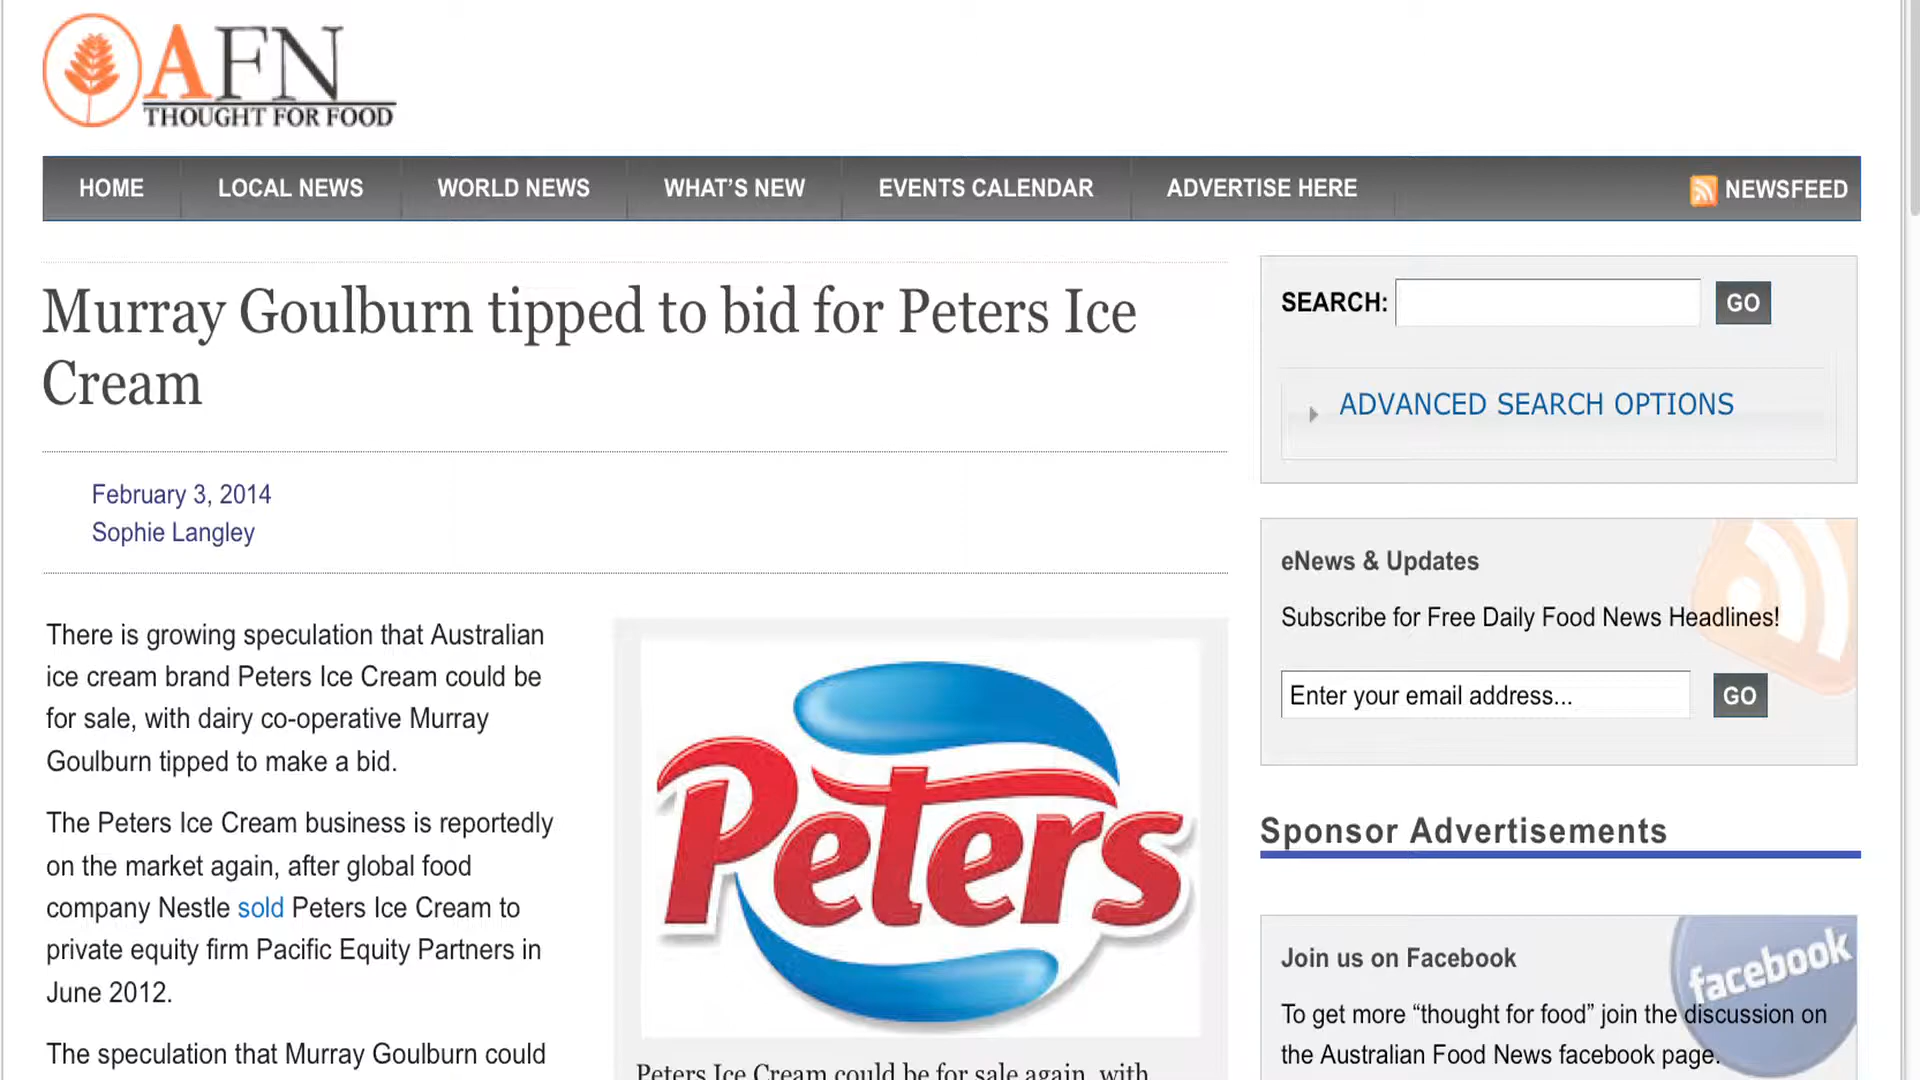 AFN
THOUGHT FOR FOOD
HOME
LOCAL NEWS
WORLD NEWS
WHAT'S NEW
EVENTS CALENDAR
ADVERTISE HERE
NEWSFEED
Murray Goulburn tipped to bid for Peters Ice
Cream
February 3, 2014
Sophie Langley
There is growing speculation that Australian
ice cream brand Peters Ice Cream could be
for sale, with dairy co-operative Murray
Goulburn tipped to make a bid.
The Peters Ice Cream business is reportedly
on the market again, after global food
company Nestle sold Peters Ice Cream to
private equity firm Pacific Equity Partners in
June 2012.
The speculation that Murray Goulburn could
Peters
Peters Ice Cream could be for sale again, with
SEARCH:
GO
ADVANCED SEARCH OPTIONS
eNews & Updates
Subscribe for Free Daily Food News Headlines!
Enter your email address...
GO
Sponsor Advertisements
Join us on Facebook
facebook
To get more “thought for food” join the discussion on
the Australian Food News facebook page.